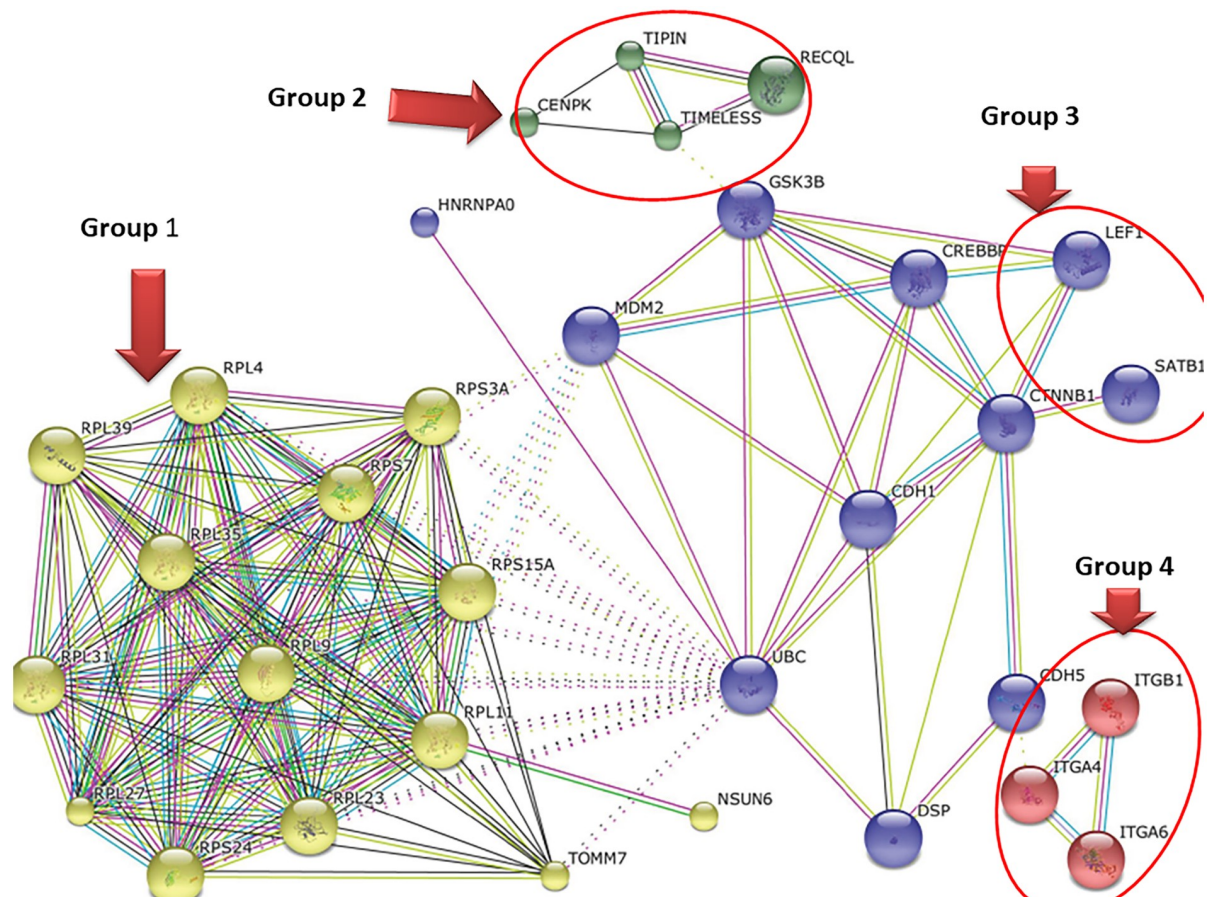 TIPIN
RECQL
Group 2
CENPK
TIMELESS
Group 3
GSK3B
HNRNPA0
Group 1
LEF1
CREBBP
MDM2
RPL4
SATB1
RPS3A
CTNNB1
RPL39
RPS7
CDH1
RPL35
RPS15A
Group 4
RPL9
UBC
RPL31
CDH5
ITGB1
RPL11
ITGA4
RPL27
RPL23
NSUN6
DSP
ITGA6
RPS24
TOMM7